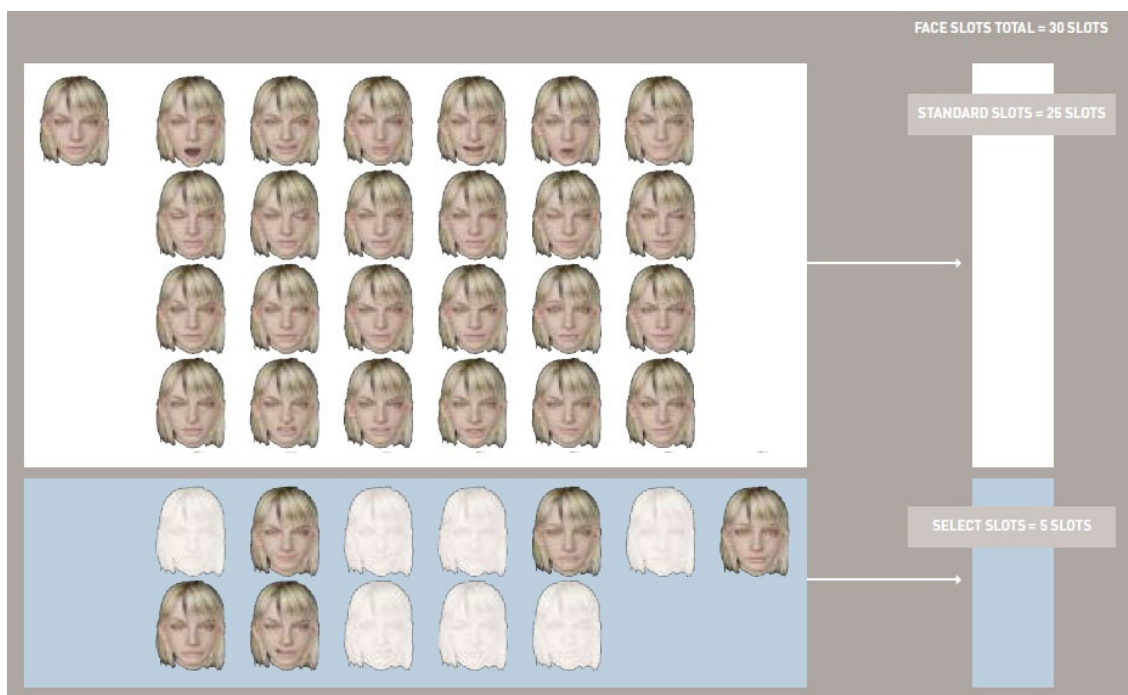 FACE SLOTS TOTAL = 30 SLOTS
STANDARD SLOTS = 25 SLOTS
SELECT SLOTS = 5 SLOTS